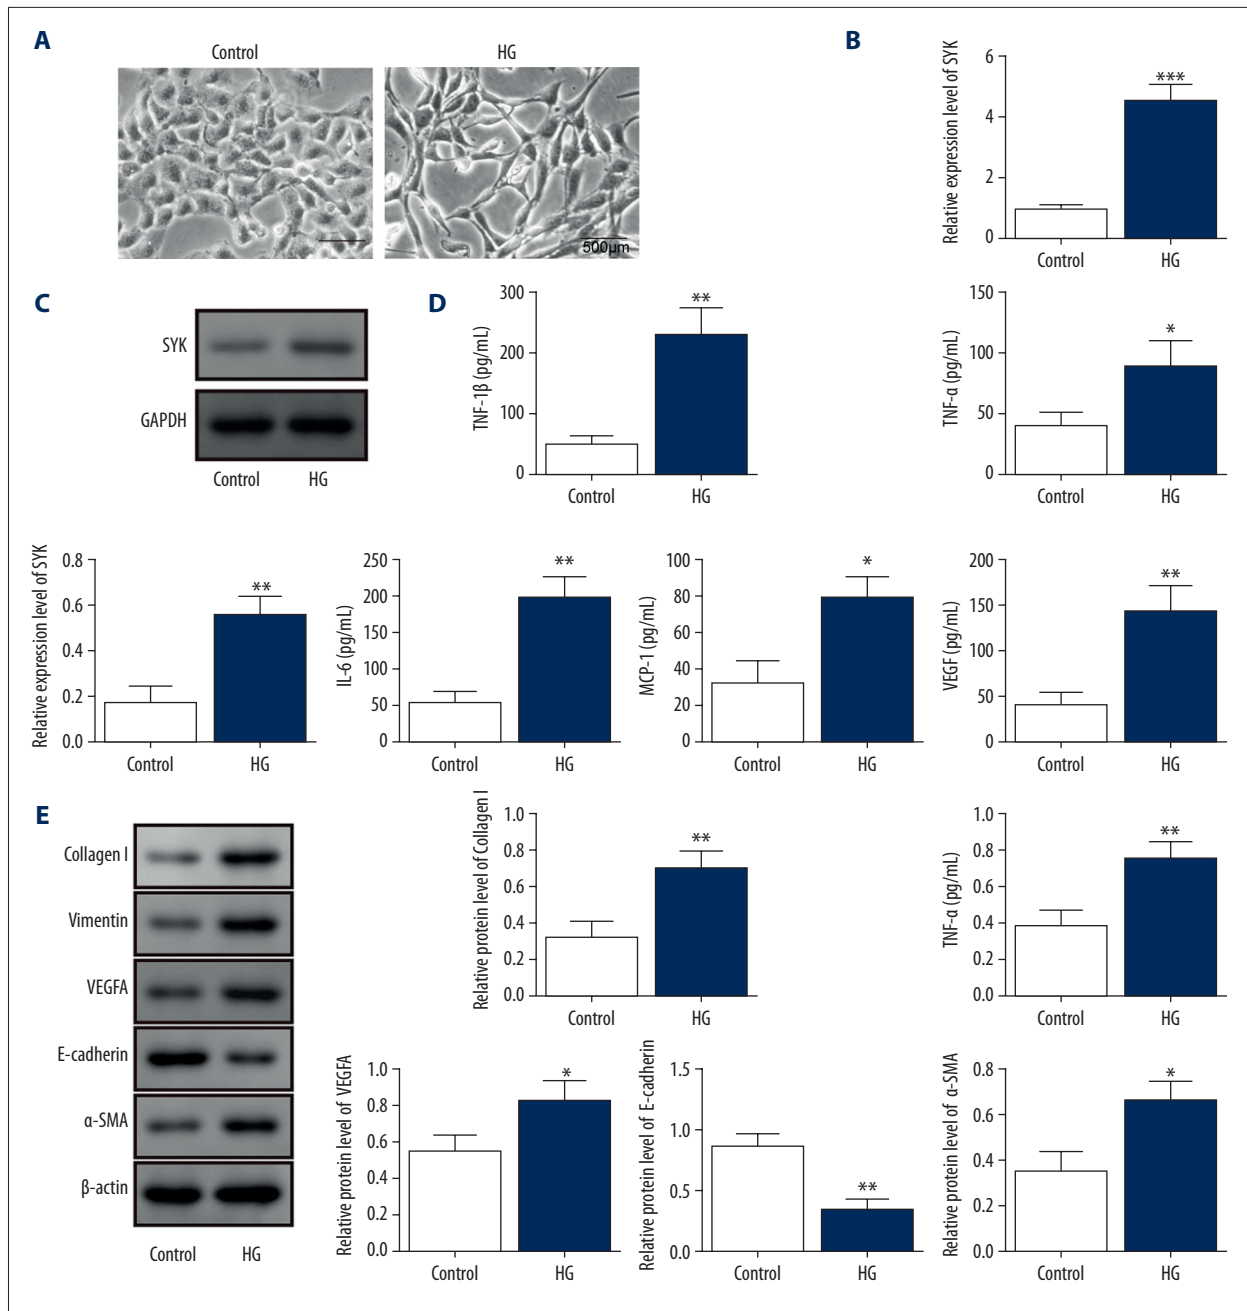 A
Control
HG
500μm
B
Relative expression level of SYK
6
4
2
0
***
Control
HG
C
SYK
GAPDH
Control
HG
Relative expression level of SYK
0.8
0.6
0.4
0.2
0.0
**
Control
HG
D
TNF-1β (pg/mL)
300
200
100
0
**
Control
HG
TNF-α (pg/mL)
150
100
50
0
*
Control
HG
IL-6 (pg/mL)
250
200
150
100
50
0
**
Control
HG
MCP-1 (pg/mL)
100
80
60
40
20
0
*
Control
HG
VEGF (pg/mL)
200
150
100
50
0
**
Control
HG
E
Collagen I
Vimentin
VEGFA
E-cadherin
α-SMA
β-actin
Control
HG
Relative protein level of Collagen I
1.0
0.8
0.6
0.4
0.2
0.0
**
Control
HG
TNF-α (pg/mL)
1.0
0.8
0.6
0.4
0.2
0.0
**
Control
HG
Relative protein level of VEGFA
1.0
0.8
0.6
0.4
0.2
0.0
*
Control
HG
Relative protein level of E-cadherin
1.5
1.0
0.5
0.0
**
Control
HG
Relative protein level of α-SMA
0.8
0.6
0.4
0.2
0.0
*
Control
HG